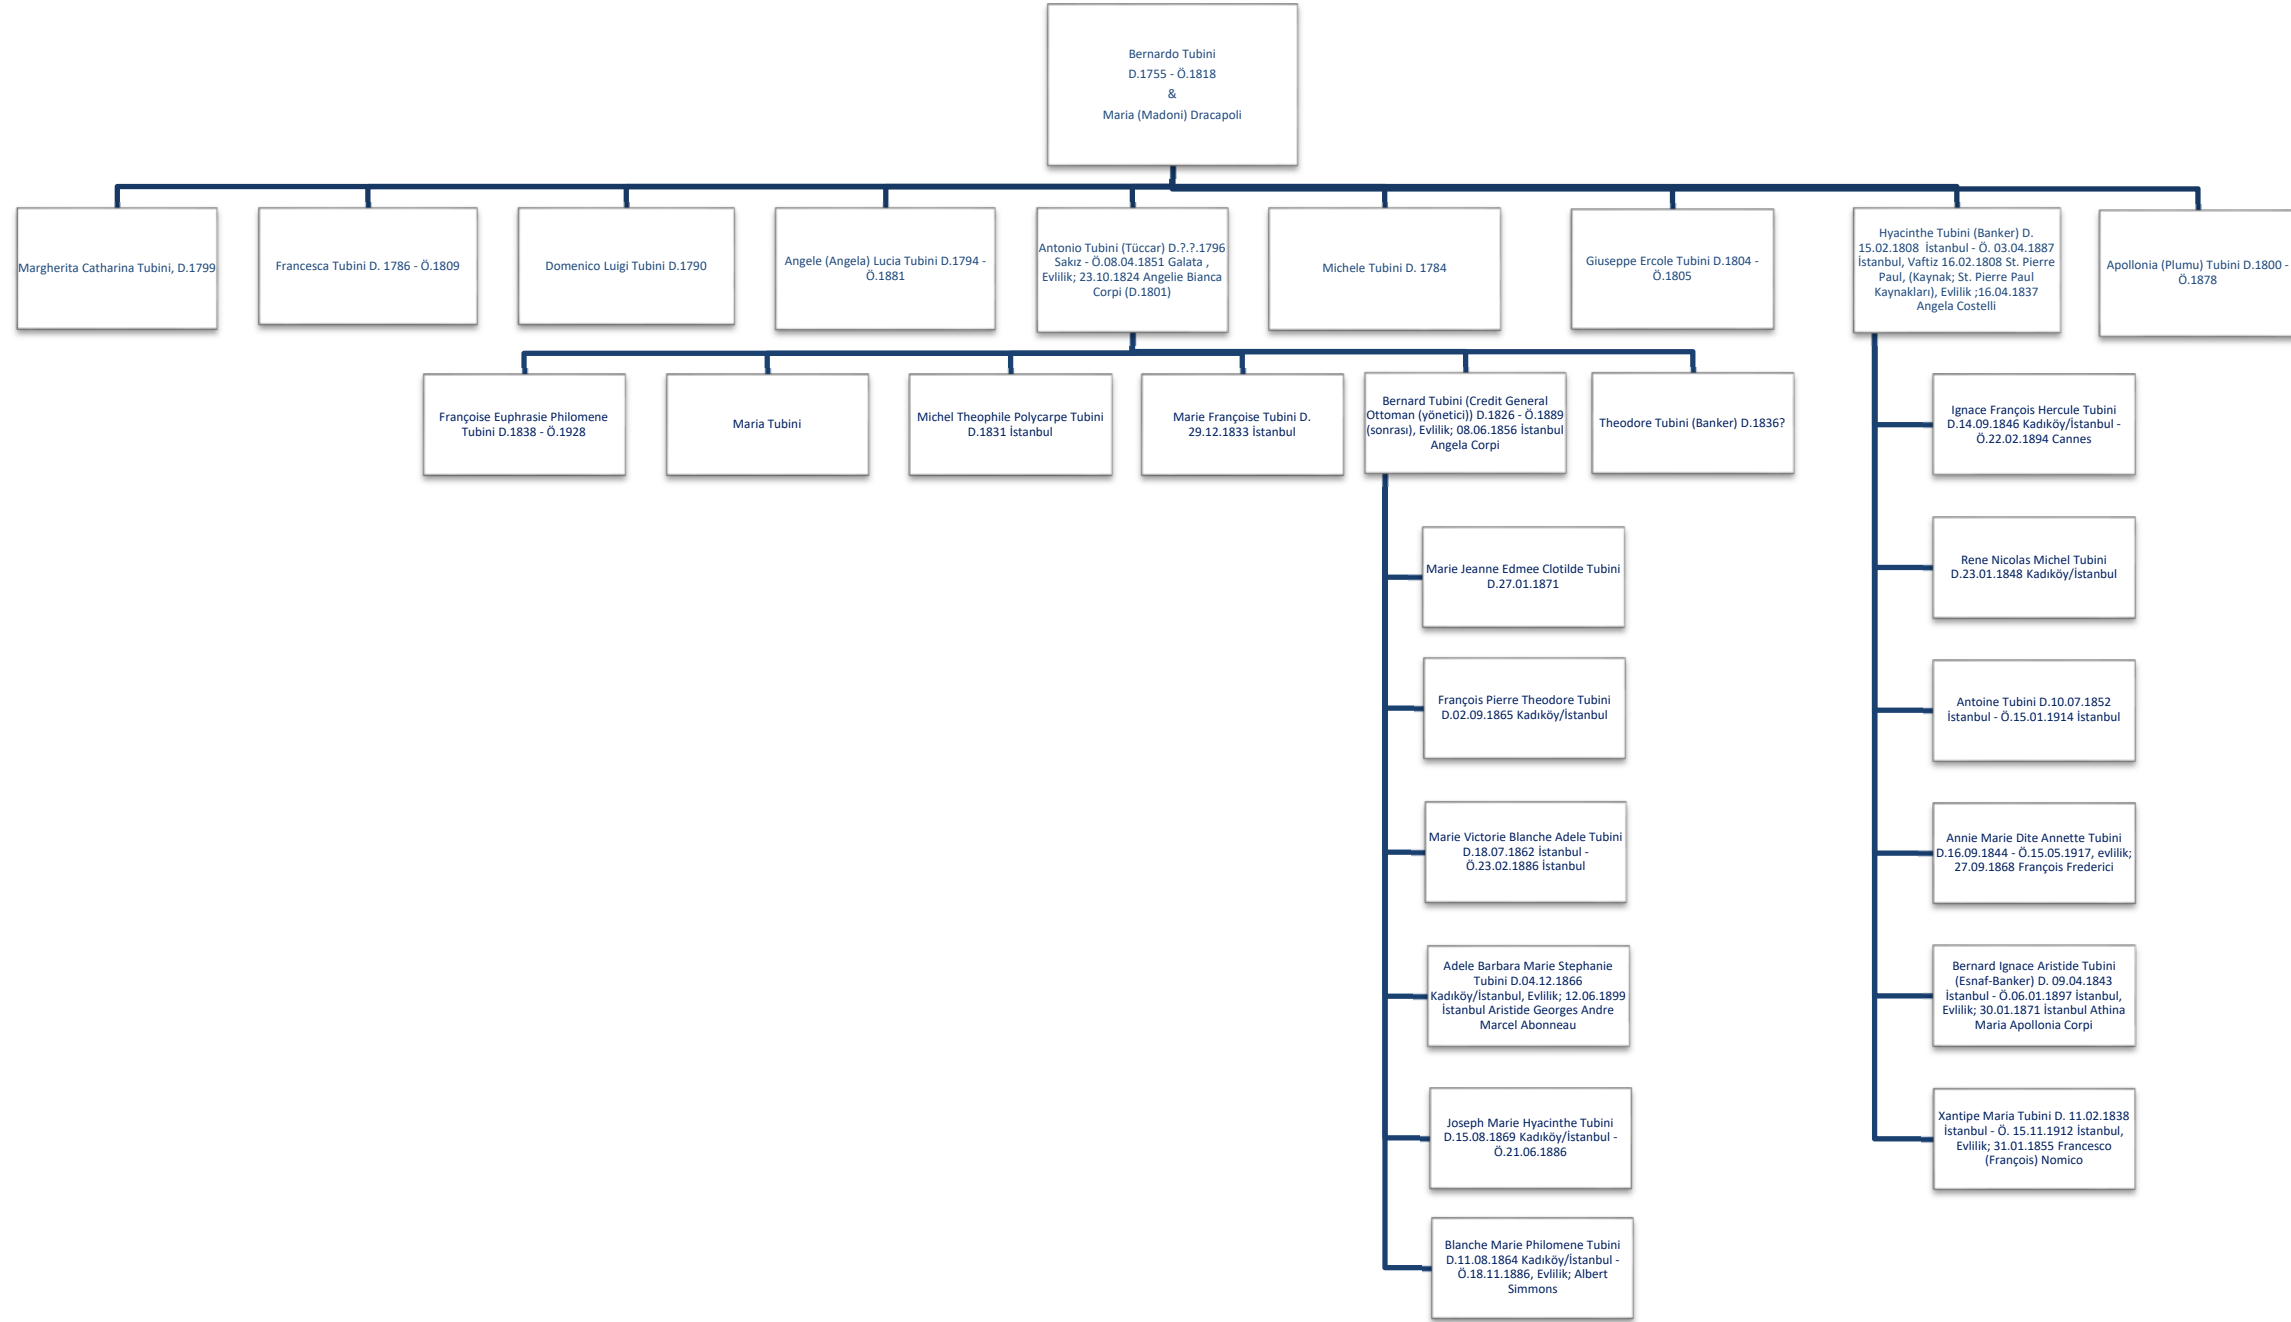 Bernardo Tubini
D.1755 - Ö.1818
&
Maria (Madoni) Dracapoli
Margherita Catharina Tubini, D.1799
Francesca Tubini D. 1786 - Ö.1809
Domenico Luigi Tubini D.1790
Angele (Angela) Lucia Tubini D.1794 -
Ö.1881
Antonio Tubini (Tüccar) D.?.?.1796
Sakız - Ö.08.04.1851 Galata ,
Evlilik; 23.10.1824 Angelie Bianca
Corpi (D.1801)
Michele Tubini D. 1784
Giuseppe Ercole Tubini D.1804 -
Ö.1805
Hyacinthe Tubini (Banker) D.
15.02.1808 İstanbul - Ö. 03.04.1887
İstanbul, Vaftiz 16.02.1808 St. Pierre
Paul, (Kaynak; St. Pierre Paul
Kaynakları), Evlilik ;16.04.1837
Angela Costelli
Apollonia (Plumu) Tubini D.1800 -
Ö.1878
Françoise Euphrasie Philomene
Tubini D.1838 - Ö.1928
Maria Tubini
Michel Theophile Polycarpe Tubini
D.1831 İstanbul
Marie Françoise Tubini D.
29.12.1833 İstanbul
Bernard Tubini (Credit General
Ottoman (yönetici)) D.1826 - Ö.1889
(sonrası), Evlilik; 08.06.1856 İstanbul
Angela Corpi
Theodore Tubini (Banker) D.1836?
Marie Jeanne Edmee Clotilde Tubini
D.27.01.1871
François Pierre Theodore Tubini
D.02.09.1865 Kadıköy/İstanbul
Marie Victorie Blanche Adele Tubini
D.18.07.1862 İstanbul -
Ö.23.02.1886 İstanbul
Adele Barbara Marie Stephanie
Tubini D.04.12.1866
Kadıköy/İstanbul, Evlilik; 12.06.1899
İstanbul Aristide Georges Andre
Marcel Abonneau
Joseph Marie Hyacinthe Tubini
D.15.08.1869 Kadıköy/İstanbul -
Ö.21.06.1886
Blanche Marie Philomene Tubini
D.11.08.1864 Kadıköy/İstanbul -
Ö.18.11.1886, Evlilik; Albert
Simmons
Ignace François Hercule Tubini
D.14.09.1846 Kadıköy/İstanbul -
Ö.22.02.1894 Cannes
Rene Nicolas Michel Tubini
D.23.01.1848 Kadıköy/İstanbul
Antoine Tubini D.10.07.1852
İstanbul - Ö.15.01.1914 İstanbul
Annie Marie Dite Annette Tubini
D.16.09.1844 - Ö.15.05.1917, evlilik;
27.09.1868 François Frederici
Bernard Ignace Aristide Tubini
(Esnaf-Banker) D. 09.04.1843
İstanbul - Ö.06.01.1897 İstanbul,
Evlilik; 30.01.1871 İstanbul Athina
Maria Apollonia Corpi
Xantipe Maria Tubini D. 11.02.1838
İstanbul - Ö. 15.11.1912 İstanbul,
Evlilik; 31.01.1855 Francesco
(François) Nomico